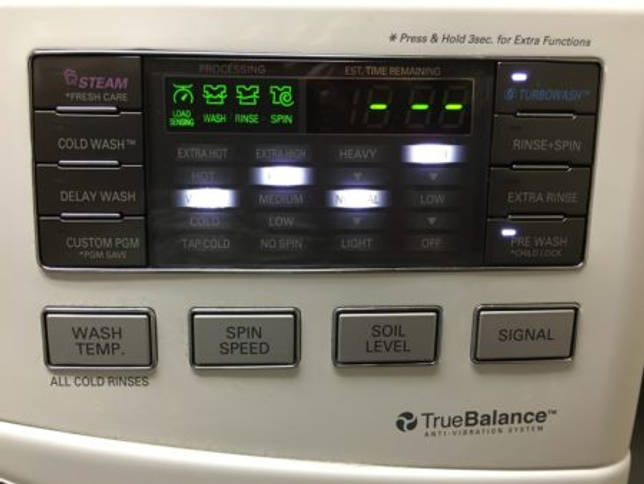 * Press & Hold 3sec. for Extra Functions
PROCESSING
EST. TIME REMAINING
STEAM
*FRESH CARE
COLD WASH™
DELAY WASH
CUSTOM PGM
*PGM SAVE
LOAD SENSING
WASH
RINSE
SPIN
- - -
TURBOWASH™
RINSE+SPIN
EXTRA RINSE
PRE WASH
*CHILD LOCK
EXTRA HOT EXTRA HIGH HEAVY
HOT
MEDIUM LOW
COLD LOW
TAP COLD NO SPIN LIGHT OFF
WASH TEMP.
SPIN SPEED
SOIL LEVEL
SIGNAL
ALL COLD RINSES
TrueBalance™
ANTI-VIBRATION SYSTEM